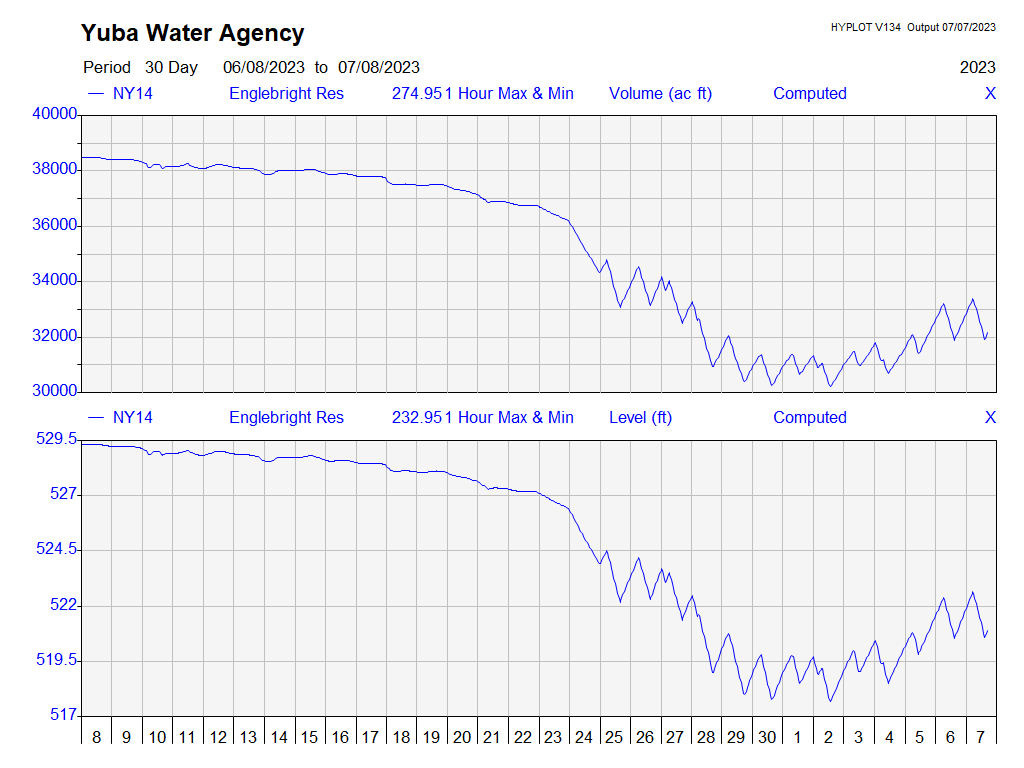 Yuba Water Agency
HYPLOT V134 Output 07/07/2023
Period 30 Day 06/08/2023 to 07/08/2023 2023
NY14 Englebright Res 274.951 Hour Max & Min Volume (ac ft) Computed X
40000
38000
36000
34000
32000
30000
NY14 Englebright Res 232.951 Hour Max & Min Level (ft) Computed X
529.5
527
524.5
522
519.5
517
8 9 10 11 12 13 14 15 16 17 18 19 20 21 22 23 24 25 26 27 28 29 30 1 2 3 4 5 6 7